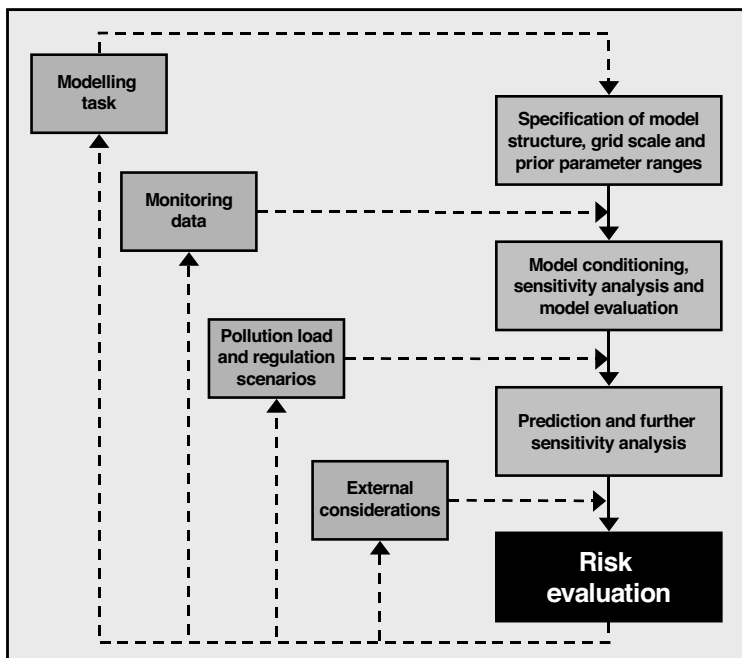 Modelling
task
Specification of model
structure, grid scale and
prior parameter ranges
Monitoring
data
Model conditioning,
sensitivity analysis and
model evaluation
Pollution load
and regulation
scenarios
Prediction and further
sensitivity analysis
External
considerations
Risk
evaluation